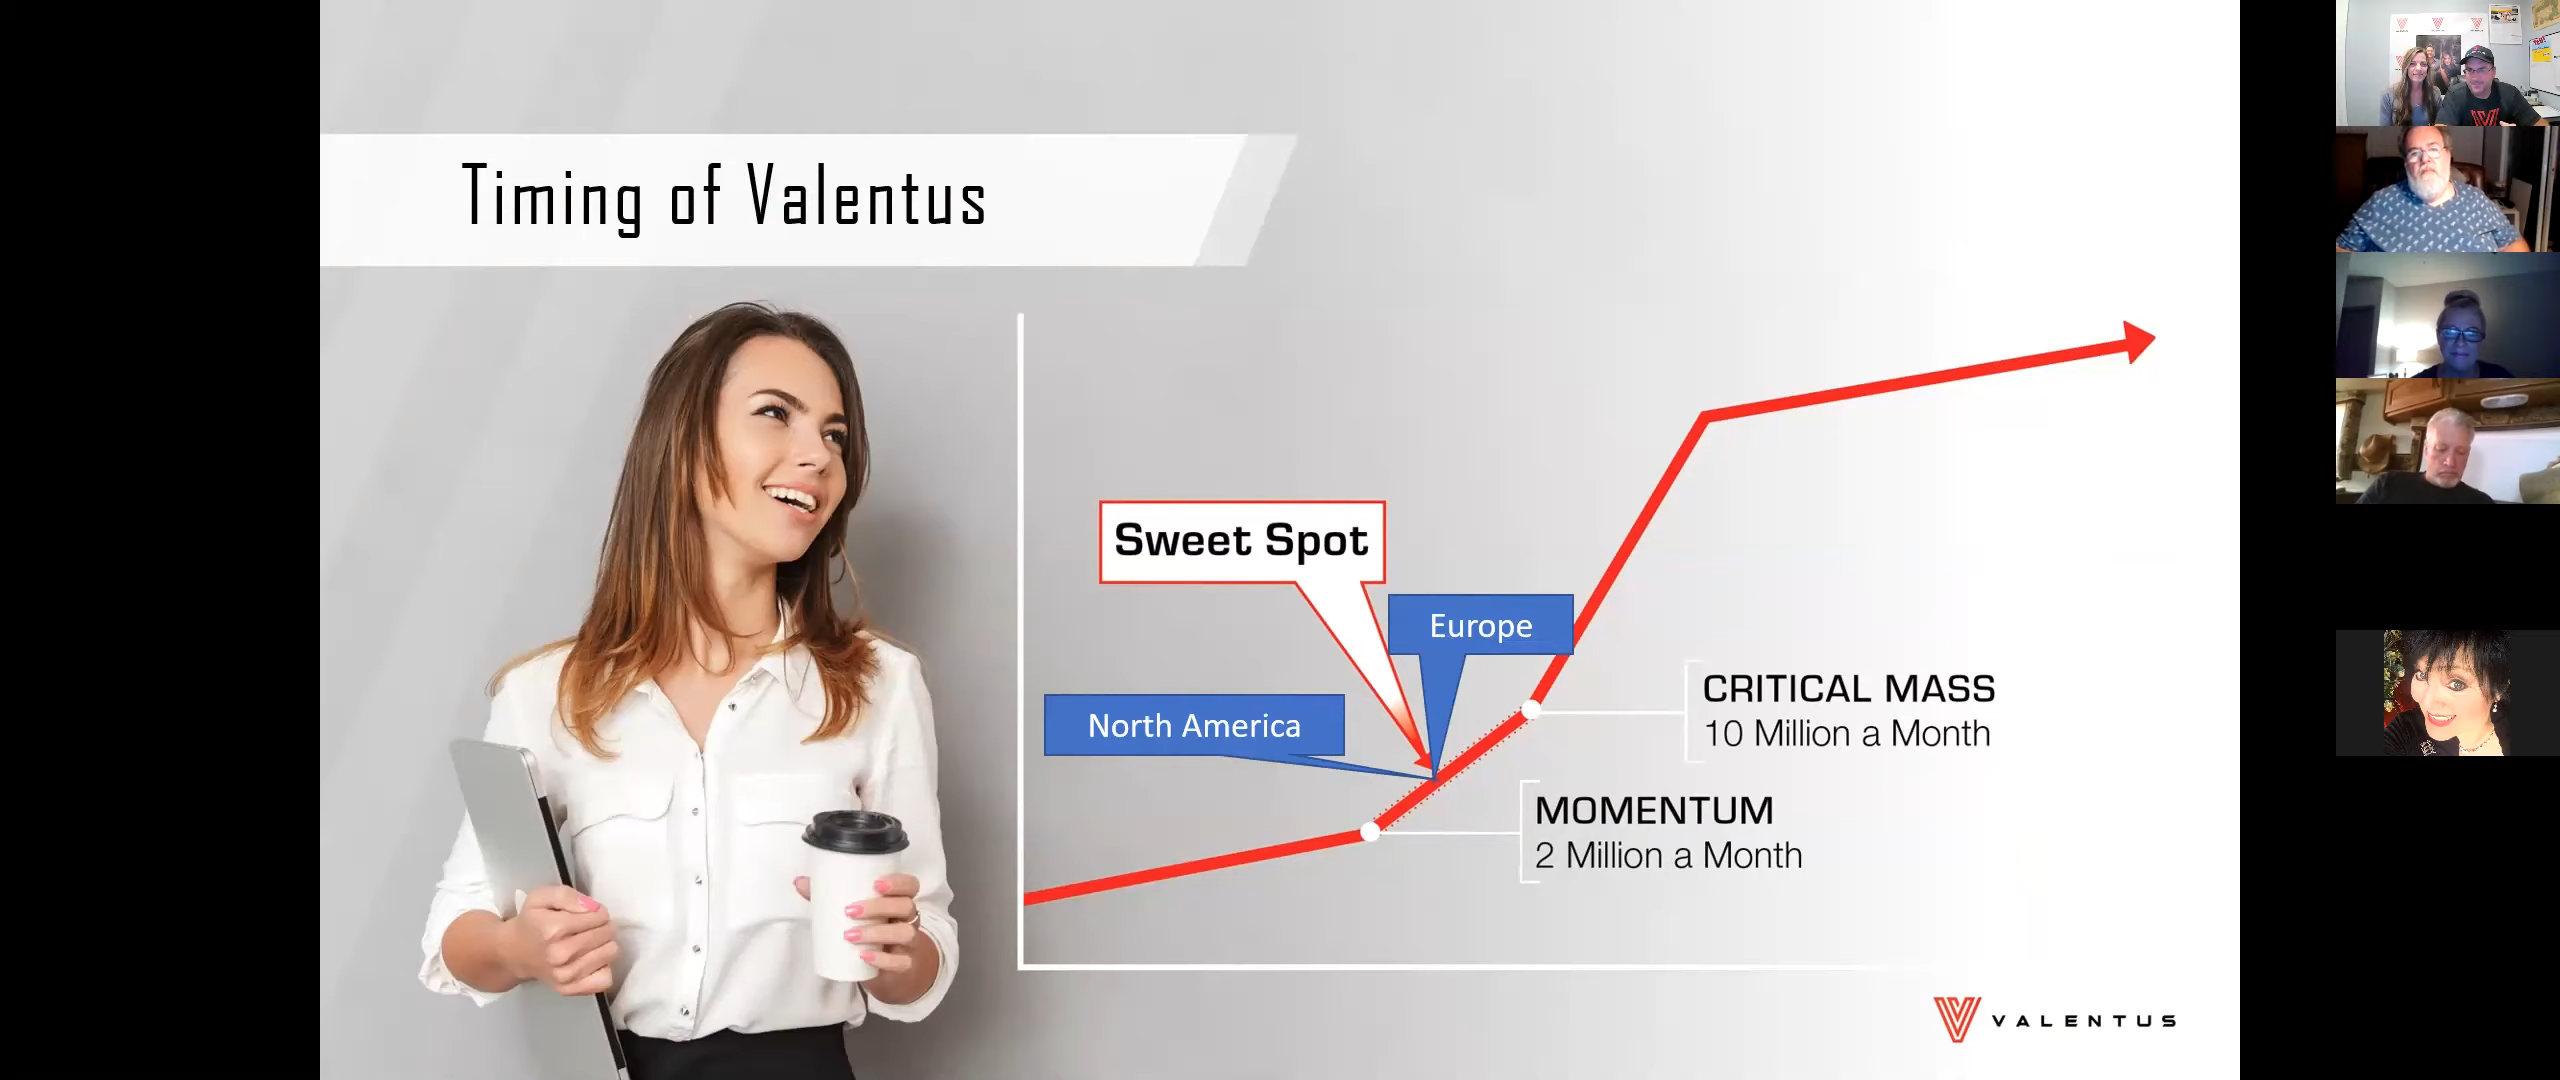 Timing of Valentus
Sweet Spot
Europe
North America
CRITICAL MASS
10 Million a Month
MOMENTUM
2 Million a Month
VALENTUS